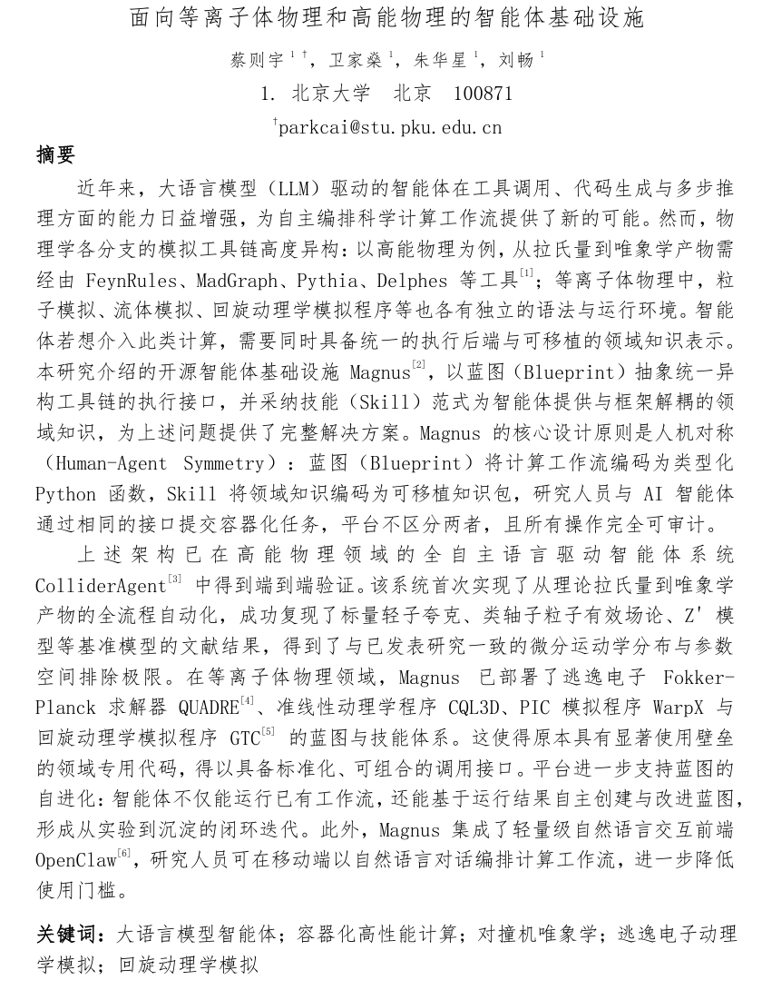 面向等离子体物理和高能物理的智能体基础设施
蔡则宇¹†，卫家燊¹，朱华星¹，刘畅¹
1. 北京大学 北京 100871
†parkcai@stu.pku.edu.cn
摘要
近年来，大语言模型（LLM）驱动的智能体在工具调用、代码生成与多步推
理方面的能力日益增强，为自主编排科学计算工作流提供了新的可能。然而，物
理学各分支的模拟工具链高度异构：以高能物理为例，从拉氏量到唯象学产物需
经由 FeynRules、MadGraph、Pythia、Delphes 等工具[1]；等离子体物理中，粒
子模拟、流体模拟、回旋动理学模拟程序等也各有独立的语法与运行环境。智能
体若想介入此类计算，需要同时具备统一的执行后端与可移植的领域知识表示。
本研究介绍的开源智能体基础设施 Magnus[2]，以蓝图（Blueprint）抽象统一异
构工具链的执行接口，并采纳技能（Skill）范式为智能体提供与框架解耦的领
域知识，为上述问题提供了完整解决方案。Magnus 的核心设计原则是人机对称
（Human-Agent Symmetry）：蓝图（Blueprint）将计算工作流编码为类型化
Python 函数，Skill 将领域知识编码为可移植知识包，研究人员与 AI 智能体
通过相同的接口提交容器化任务，平台不区分两者，且所有操作完全可审计。
上述架构已在高能物理领域的全自主语言驱动智能体系统
ColliderAgent[3] 中得到端到端验证。该系统首次实现了从理论拉氏量到唯象学
产物的全流程自动化，成功复现了标量轻子夸克、类轴子粒子有效场论、Z' 模
型等基准模型的文献结果，得到了与已发表研究一致的微分运动学分布与参数
空间排除极限。在等离子体物理领域，Magnus 已部署了逃逸电子 Fokker-
Planck 求解器 QUADRE[4]、准线性动理学程序 CQL3D、PIC 模拟程序 WarpX 与
回旋动理学模拟程序 GTC[5] 的蓝图与技能体系。这使得原本具有显著使用壁垒
的领域专用代码，得以具备标准化、可组合的调用接口。平台进一步支持蓝图的
自进化：智能体不仅能运行已有工作流，还能基于运行结果自主创建与改进蓝图，
形成从实验到沉淀的闭环迭代。此外，Magnus 集成了轻量级自然语言交互前端
OpenClaw[6]，研究人员可在移动端以自然语言对话编排计算工作流，进一步降低
使用门槛。
关键词：大语言模型智能体；容器化高性能计算；对撞机唯象学；逃逸电子动理
学模拟；回旋动理学模拟